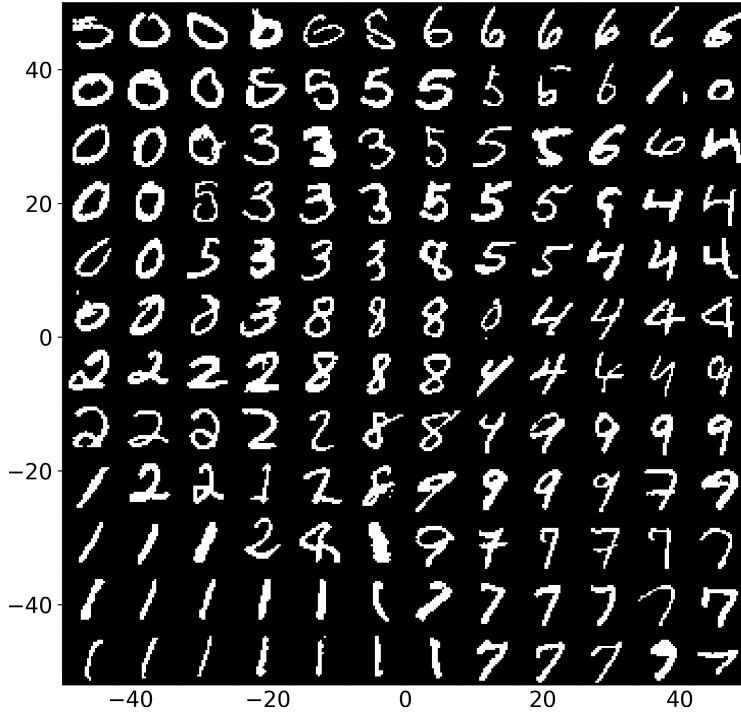 5 0 0 0 6 6 6 6 6 6 6
40 0 0 0 5 5 5 5 5 6 6 1 0
0 0 0 3 3 3 5 5 5 6 6 4
20 0 0 5 3 3 3 5 5 5 9 4 4
0 0 5 3 3 3 8 5 5 4 4 4
0 0 0 3 8 8 8 0 4 4 4 4
0
2 2 2 2 8 8 8 4 4 4 4 9
2 2 2 2 2 8 8 4 9 9 9 9
−20 1 2 2 1 2 8 9 9 9 9 7 9
1 1 1 2 4 1 9 7 9 7 9 7
−40 1 1 1 1 1 1 7 7 7 7 7
1 1 1 1 1 1 1 7 7 7 9 7
−40 −20 0 20 40